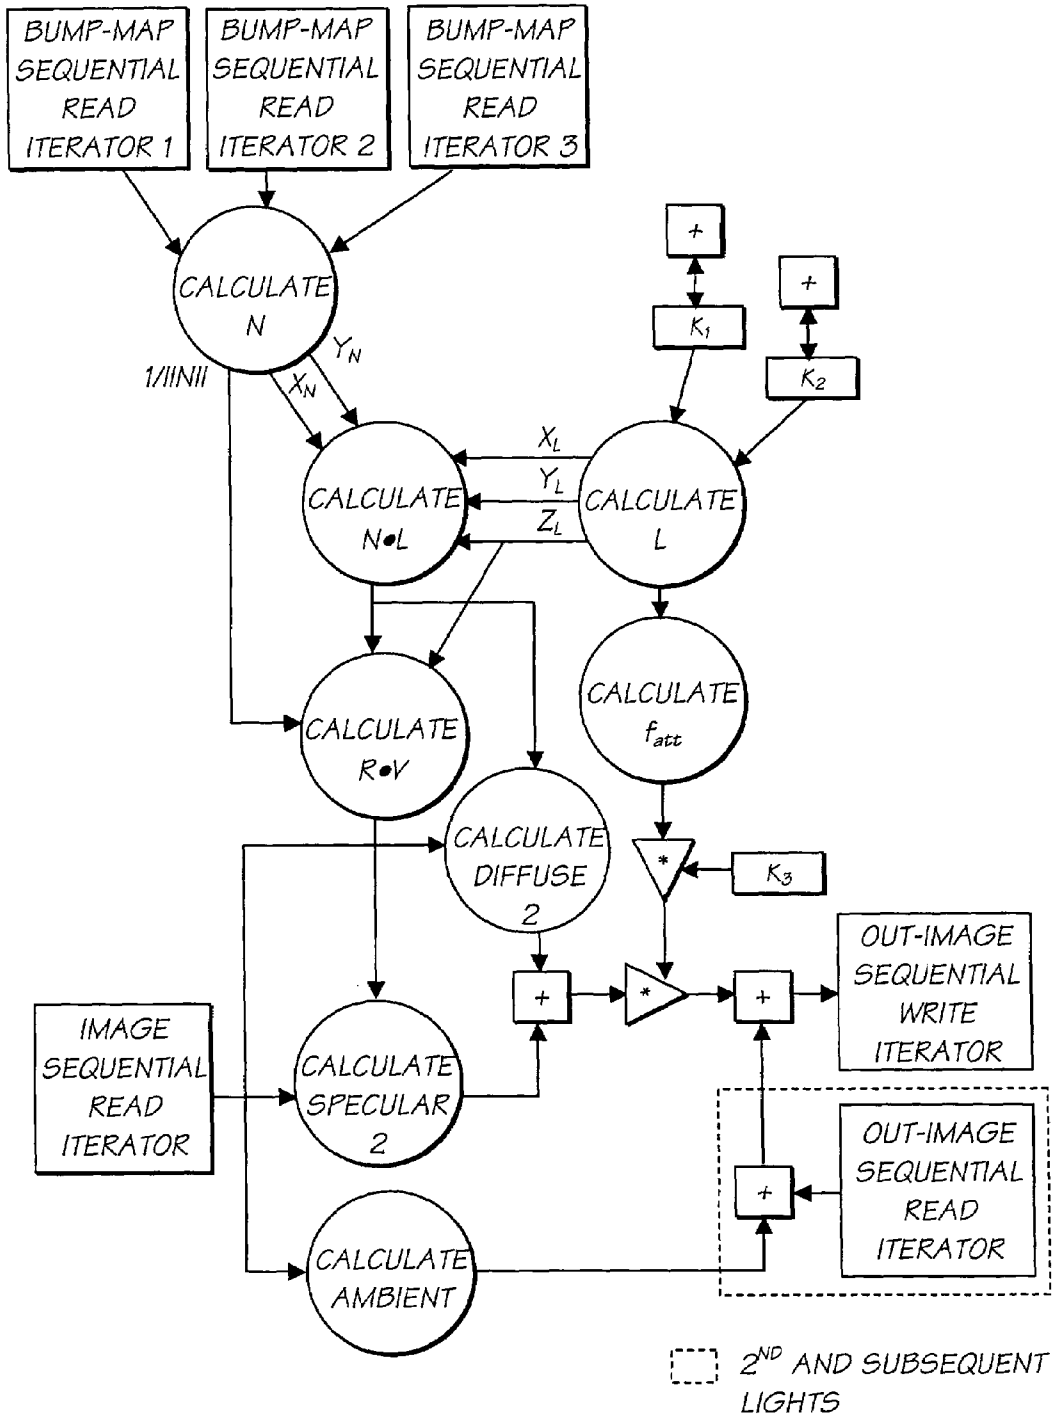 BUMP-MAP
SEQUENTIAL
READ
ITERATOR 1
BUMP-MAP
SEQUENTIAL
READ
ITERATOR 2
BUMP-MAP
SEQUENTIAL
READ
ITERATOR 3
CALCULATE
N
+
K1
+
K2
1/IINII
XN
YN
CALCULATE
N•L
XL
YL
ZL
CALCULATE
L
CALCULATE
R•V
CALCULATE
fatt
CALCULATE
DIFFUSE
2
*
K3
+
*
+
OUT-IMAGE
SEQUENTIAL
WRITE
ITERATOR
IMAGE
SEQUENTIAL
READ
ITERATOR
CALCULATE
SPECULAR
2
+
OUT-IMAGE
SEQUENTIAL
READ
ITERATOR
CALCULATE
AMBIENT
2ND AND SUBSEQUENT
LIGHTS